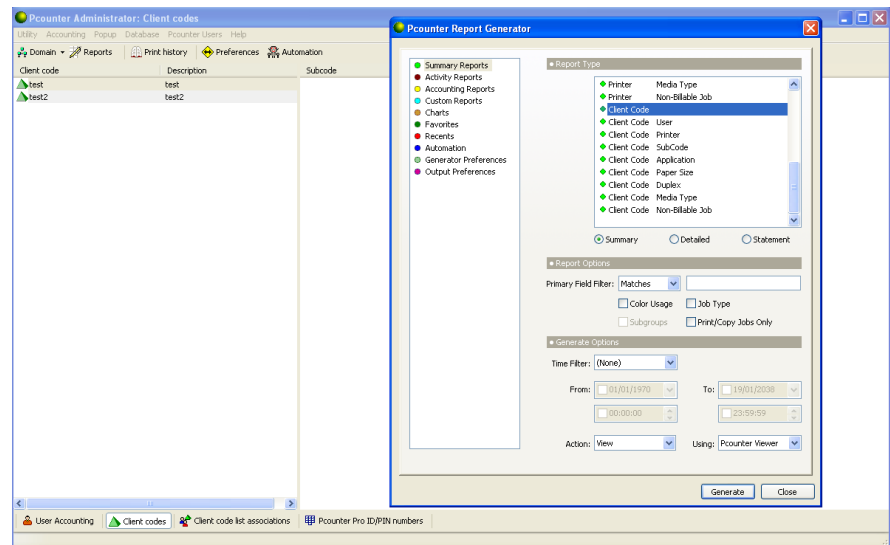 Pcounter Administrator: Client codes
Utility Accounting Popup Database Pcounter Users Help
Domain Reports Print history Preferences Automation
Client code Description Subcode
test test
test2 test2
User Accounting Client codes Client code list associations Pcounter Pro ID/PIN numbers
Pcounter Report Generator
Summary Reports
Activity Reports
Accounting Reports
Custom Reports
Charts
Favorites
Recents
Automation
Generator Preferences
Output Preferences
Report Type
Printer Media Type
Printer Non-Billable Job
Client Code
Client Code User
Client Code Printer
Client Code SubCode
Client Code Application
Client Code Paper Size
Client Code Duplex
Client Code Media Type
Client Code Non-Billable Job
Summary Detailed Statement
Report Options
Primary Field Filter: Matches
Color Usage Job Type
Subgroups Print/Copy Jobs Only
Generate Options
Time Filter: (None)
From: 01/01/1970 To: 19/01/2038
00:00:00 23:59:59
Action: View Using: Pcounter Viewer
Generate Close